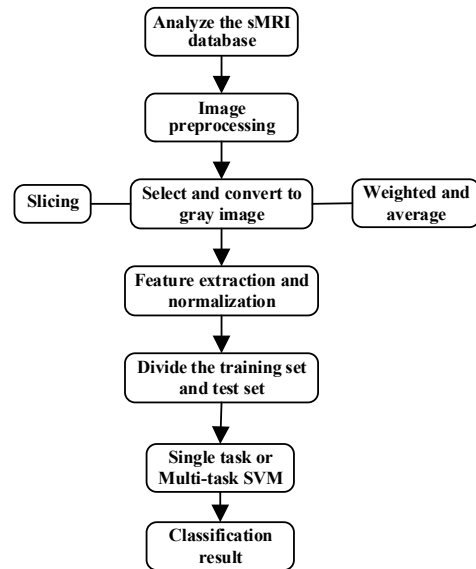 Analyze the sMRI
database
Image
preprocessing
Slicing
Select and convert to
gray image
Weighted and
average
Feature extraction and
normalization
Divide the training set
and test set
Single task or
Multi-task SVM
Classification
result